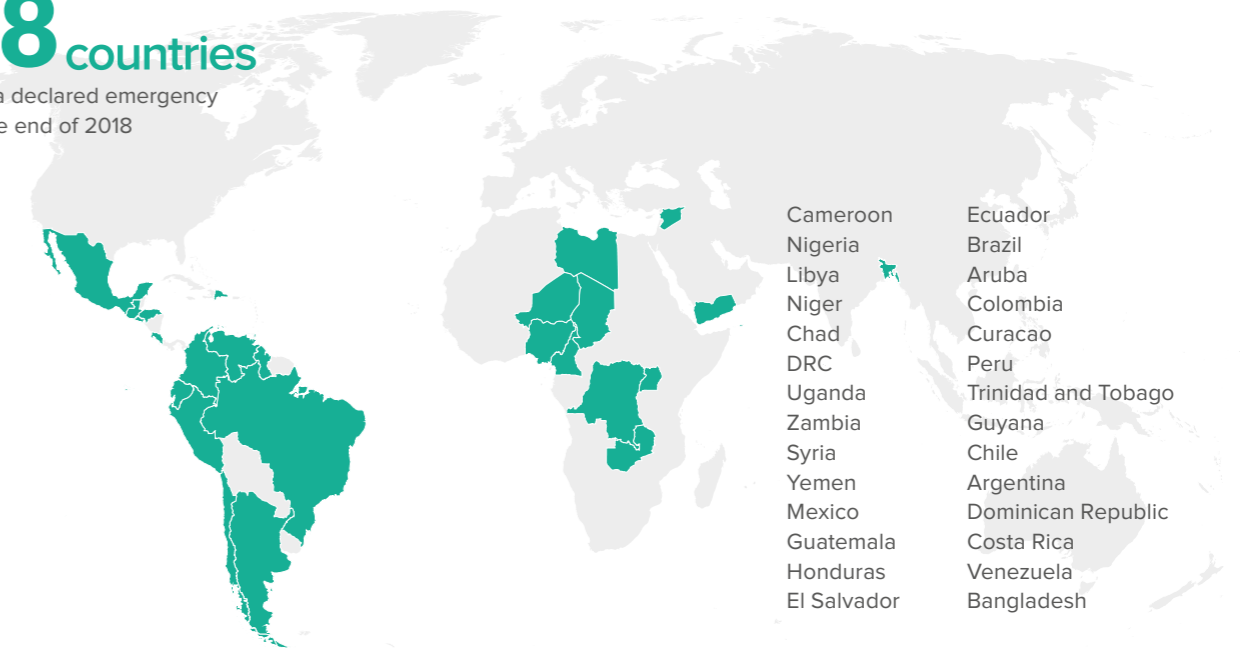 8 countries
a declared emergency
e end of 2018
Cameroon
Nigeria
Libya
Niger
Chad
DRC
Uganda
Zambia
Syria
Yemen
Mexico
Guatemala
Honduras
El Salvador
Ecuador
Brazil
Aruba
Colombia
Curacao
Peru
Trinidad and Tobago
Guyana
Chile
Argentina
Dominican Republic
Costa Rica
Venezuela
Bangladesh